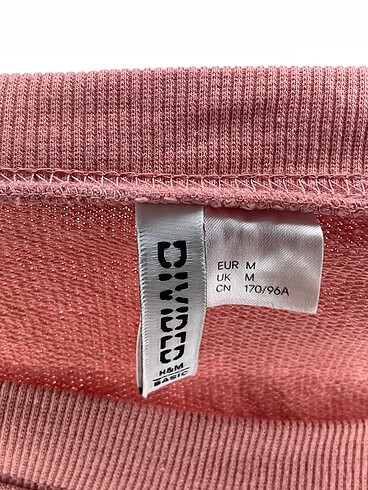 DIVIDED
H&M
BASIC
EUR M
UK M
CN 170/96A